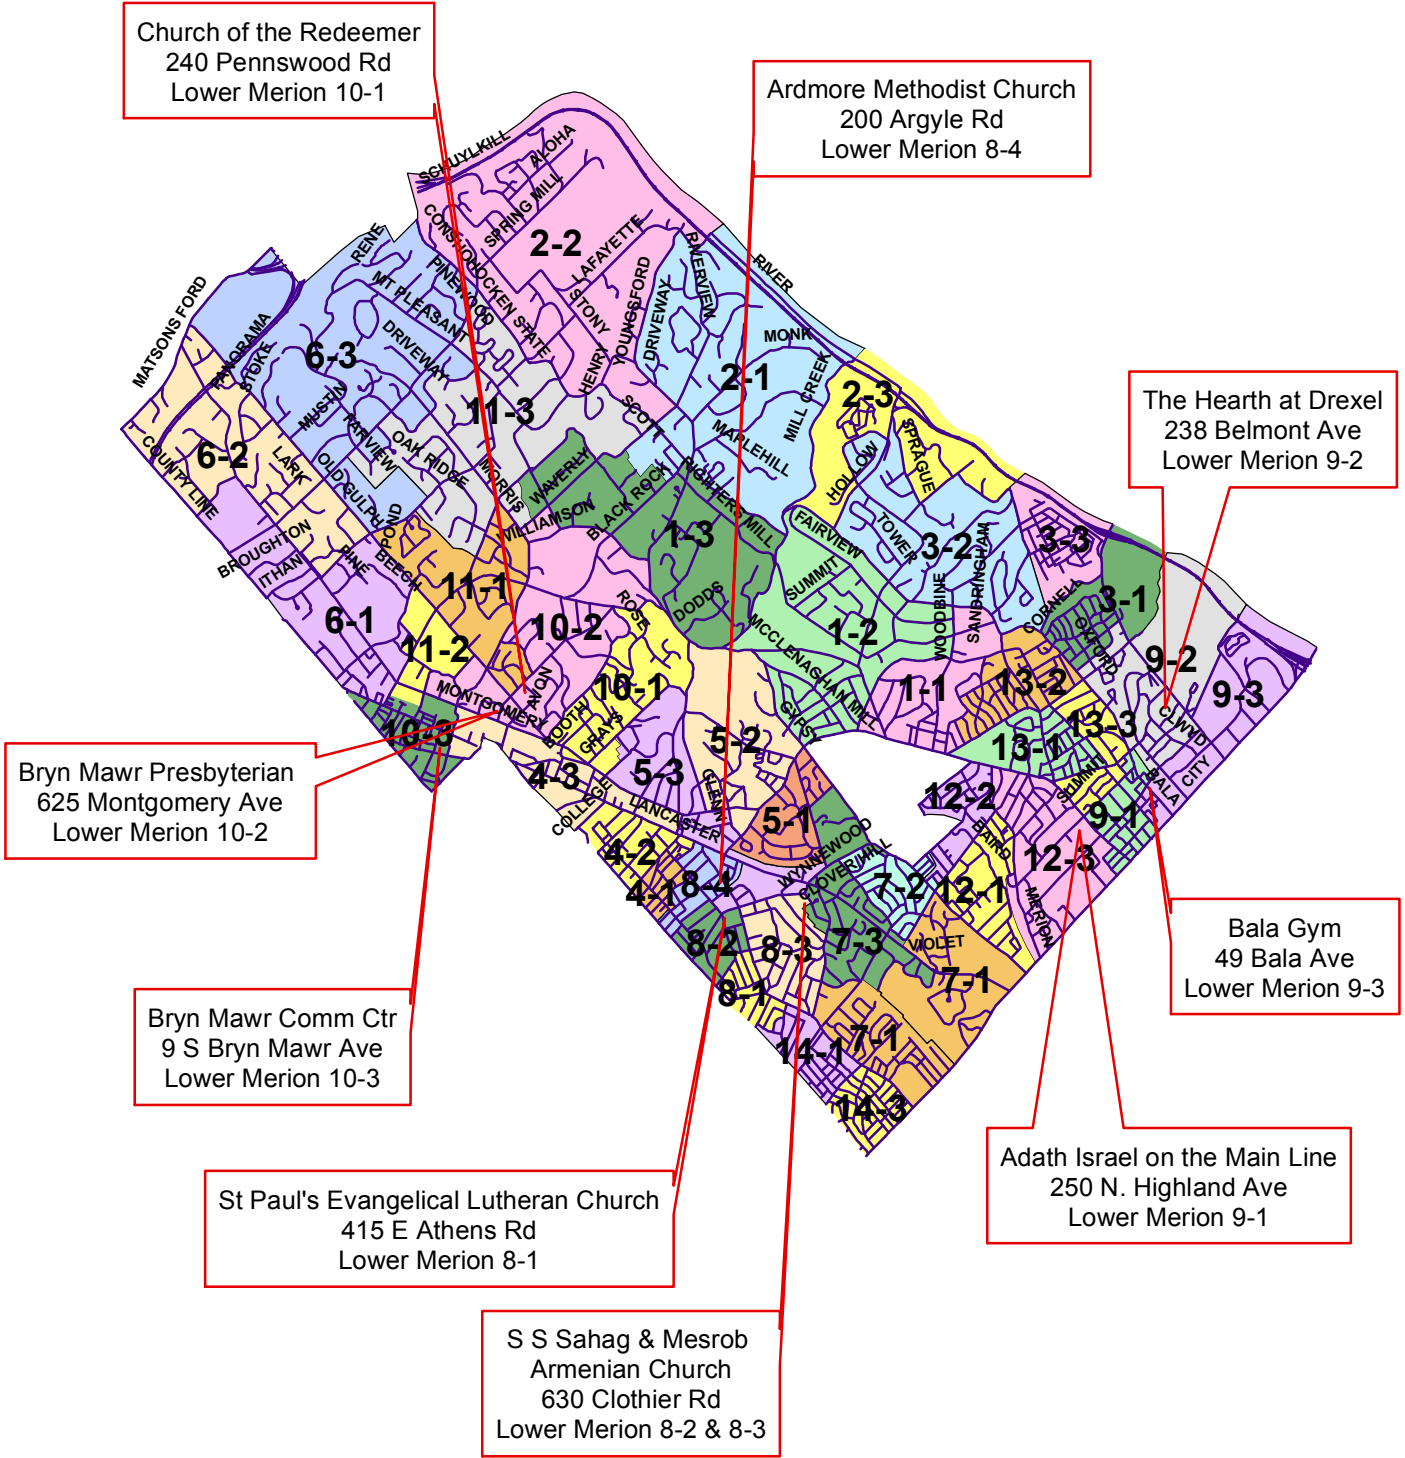 Church of the Redeemer
240 Pennswood Rd
Lower Merion 10-1
Ardmore Methodist Church
200 Argyle Rd
Lower Merion 8-4
SCHUYLKILL
ALOHA
SPRING MILL
CONSHOHOCKEN STATE
2-2
LAFAYETTE
RENE
PINEWOOD
MT PLEASANT
STONY
YOUNGSFORD
HENRY
DRIVEWAY
RIVERVIEW
RIVER
MATSONS FORD
PANORAMA
STOKE
6-3
DRIVEWAY
MUSTIN
FARVIEW
11-3
SCOTT
MONK
2-1
MILL CREEK
MAPLEHILL
2-3
SPRAGUE
HOLLOW
The Hearth at Drexel
238 Belmont Ave
Lower Merion 9-2
COUNTY LINE
6-2
LARK
OLD GULPH
OAK RIDGE
MORRIS
WAVERLY
WILLIAMSON
BLACK ROCK
RIGHTERS MILL
1-3
FAIRVIEW
TOWER
3-2
SANDRINGHAM
3-3
BROUGHTON
ITHAN
PINE
POND
BEECH
11-1
DODDS
SUMMIT
WOODBINE
CORNELL
3-1
OXFORD
6-1
11-2
10-2
ROSE
MCCLENAGHAN MILL
1-2
1-1
13-2
9-2
9-3
CLWYD
MONTGOMERY
AVON
BOOTH
GRAYS
10-1
GYPSY
13-1
13-3
SUMMIT
BALA
CITY
10-3
4-3
COLLEGE
5-3
GLENN
5-2
LANCASTER
5-1
12-2
BAIRD
9-1
12-3
Bryn Mawr Presbyterian
625 Montgomery Ave
Lower Merion 10-2
4-2
4-1
8-4
WYNNEWOOD
CLOVER HILL
7-2
12-1
MERION
8-2
8-3
7-3
VIOLET
7-1
8-1
14-1
7-1
14-3
Bala Gym
49 Bala Ave
Lower Merion 9-3
Bryn Mawr Comm Ctr
9 S Bryn Mawr Ave
Lower Merion 10-3
Adath Israel on the Main Line
250 N. Highland Ave
Lower Merion 9-1
St Paul's Evangelical Lutheran Church
415 E Athens Rd
Lower Merion 8-1
S S Sahag & Mesrob
Armenian Church
630 Clothier Rd
Lower Merion 8-2 & 8-3